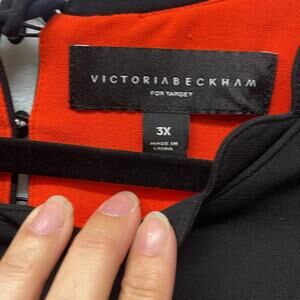 VICTORIABECKHAM
FOR TARGET
3X
MADE IN
CHINA